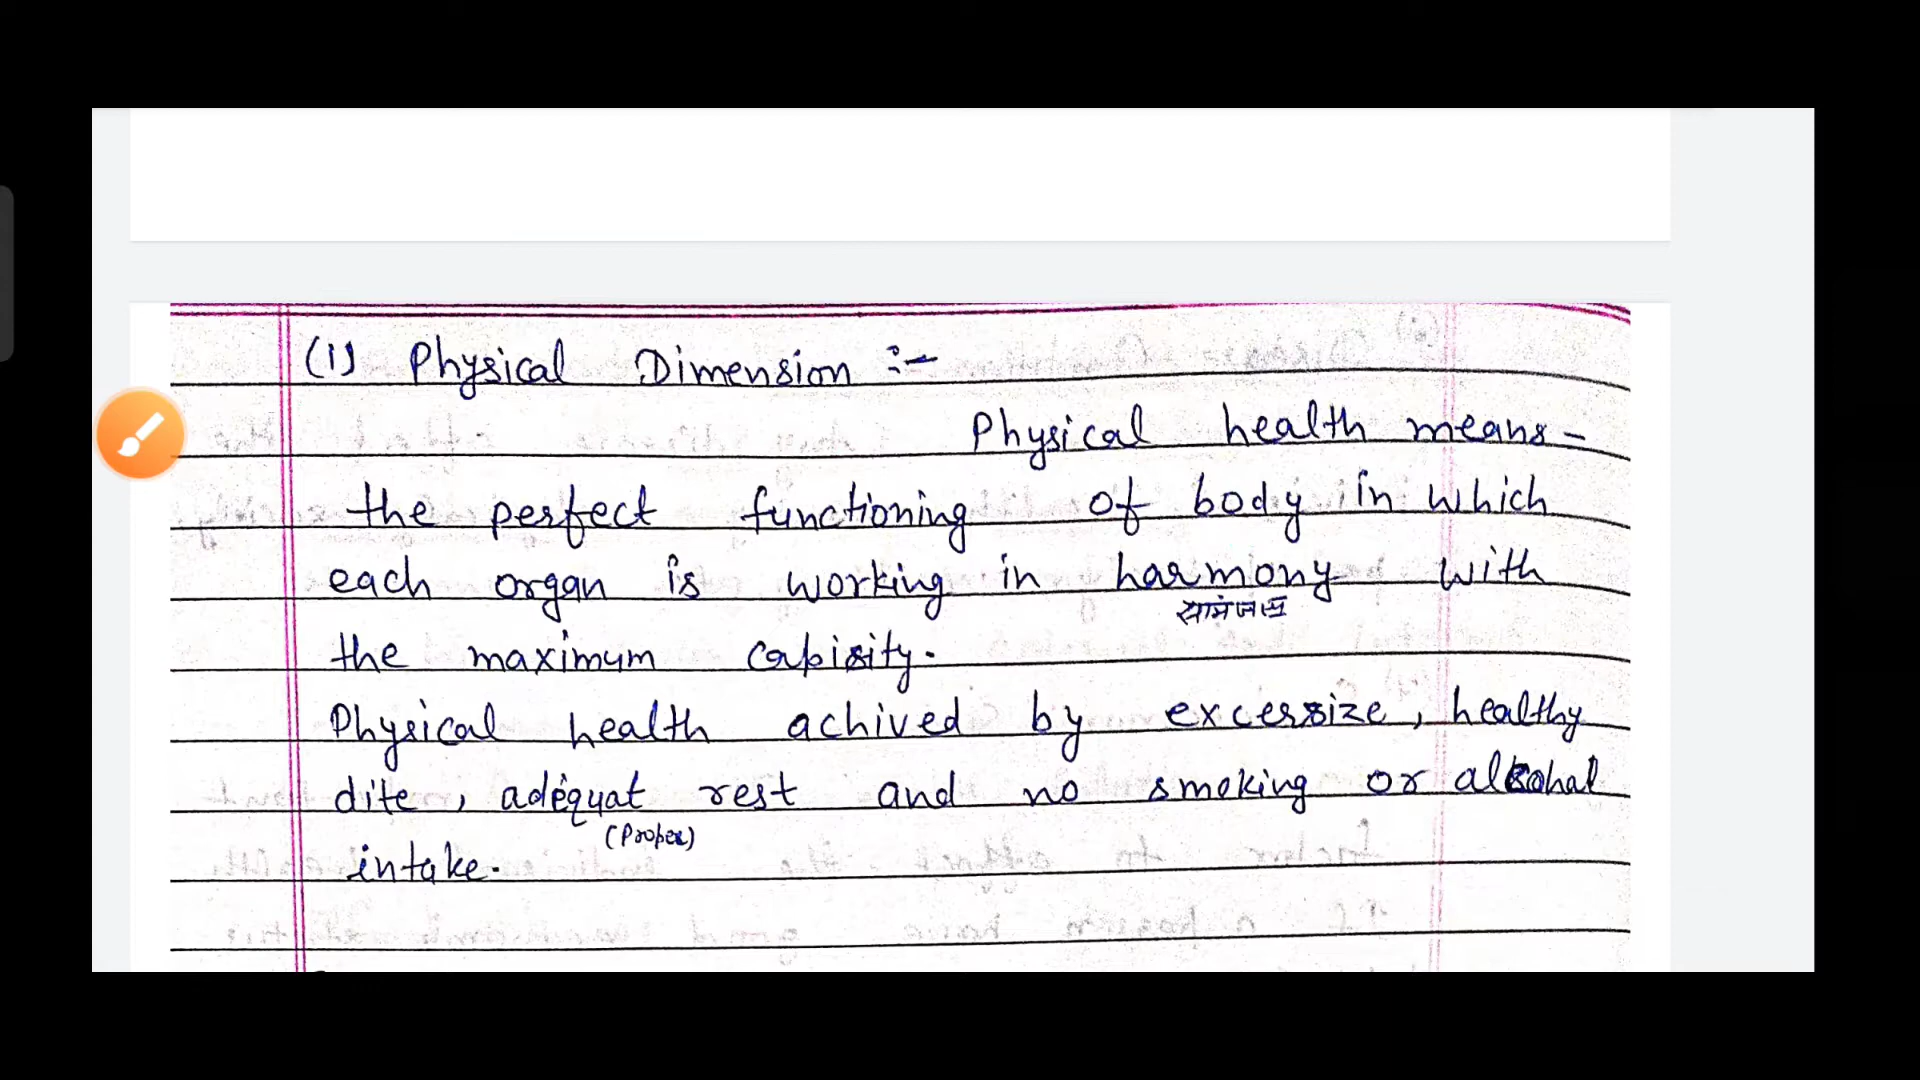 (1) Physical Dimension :-
Physical health means-
the perfect functioning of body in which
each organ is working in harmony with
सामंजस्य
the maximum capisity.
Physical health achived by excersize, healthy
dite, adequat rest and no smoking or alcohal
(Proper)
intake.